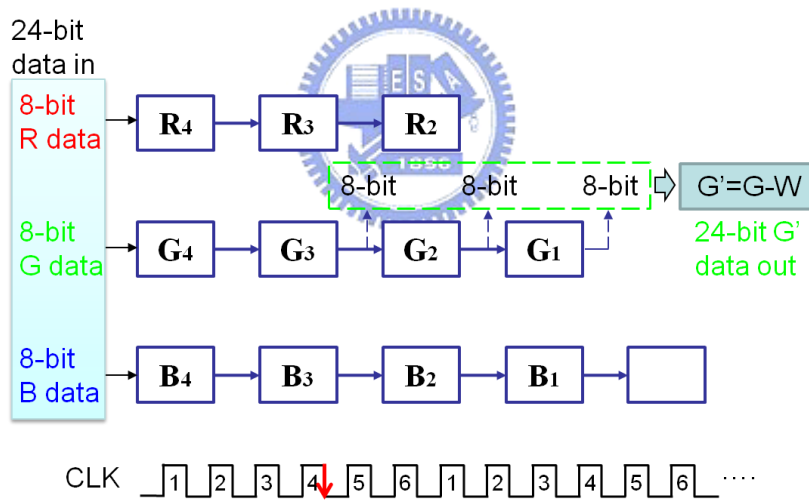 24-bit
data in
8-bit
R data
R4
R3
R2
ESA
1896
8-bit 8-bit 8-bit
G'=G-W
8-bit
G data
G4
G3
G2
G1
24-bit G'
data out
8-bit
B data
B4
B3
B2
B1
CLK
1 2 3 4 5 6 1 2 3 4 5 6 ....